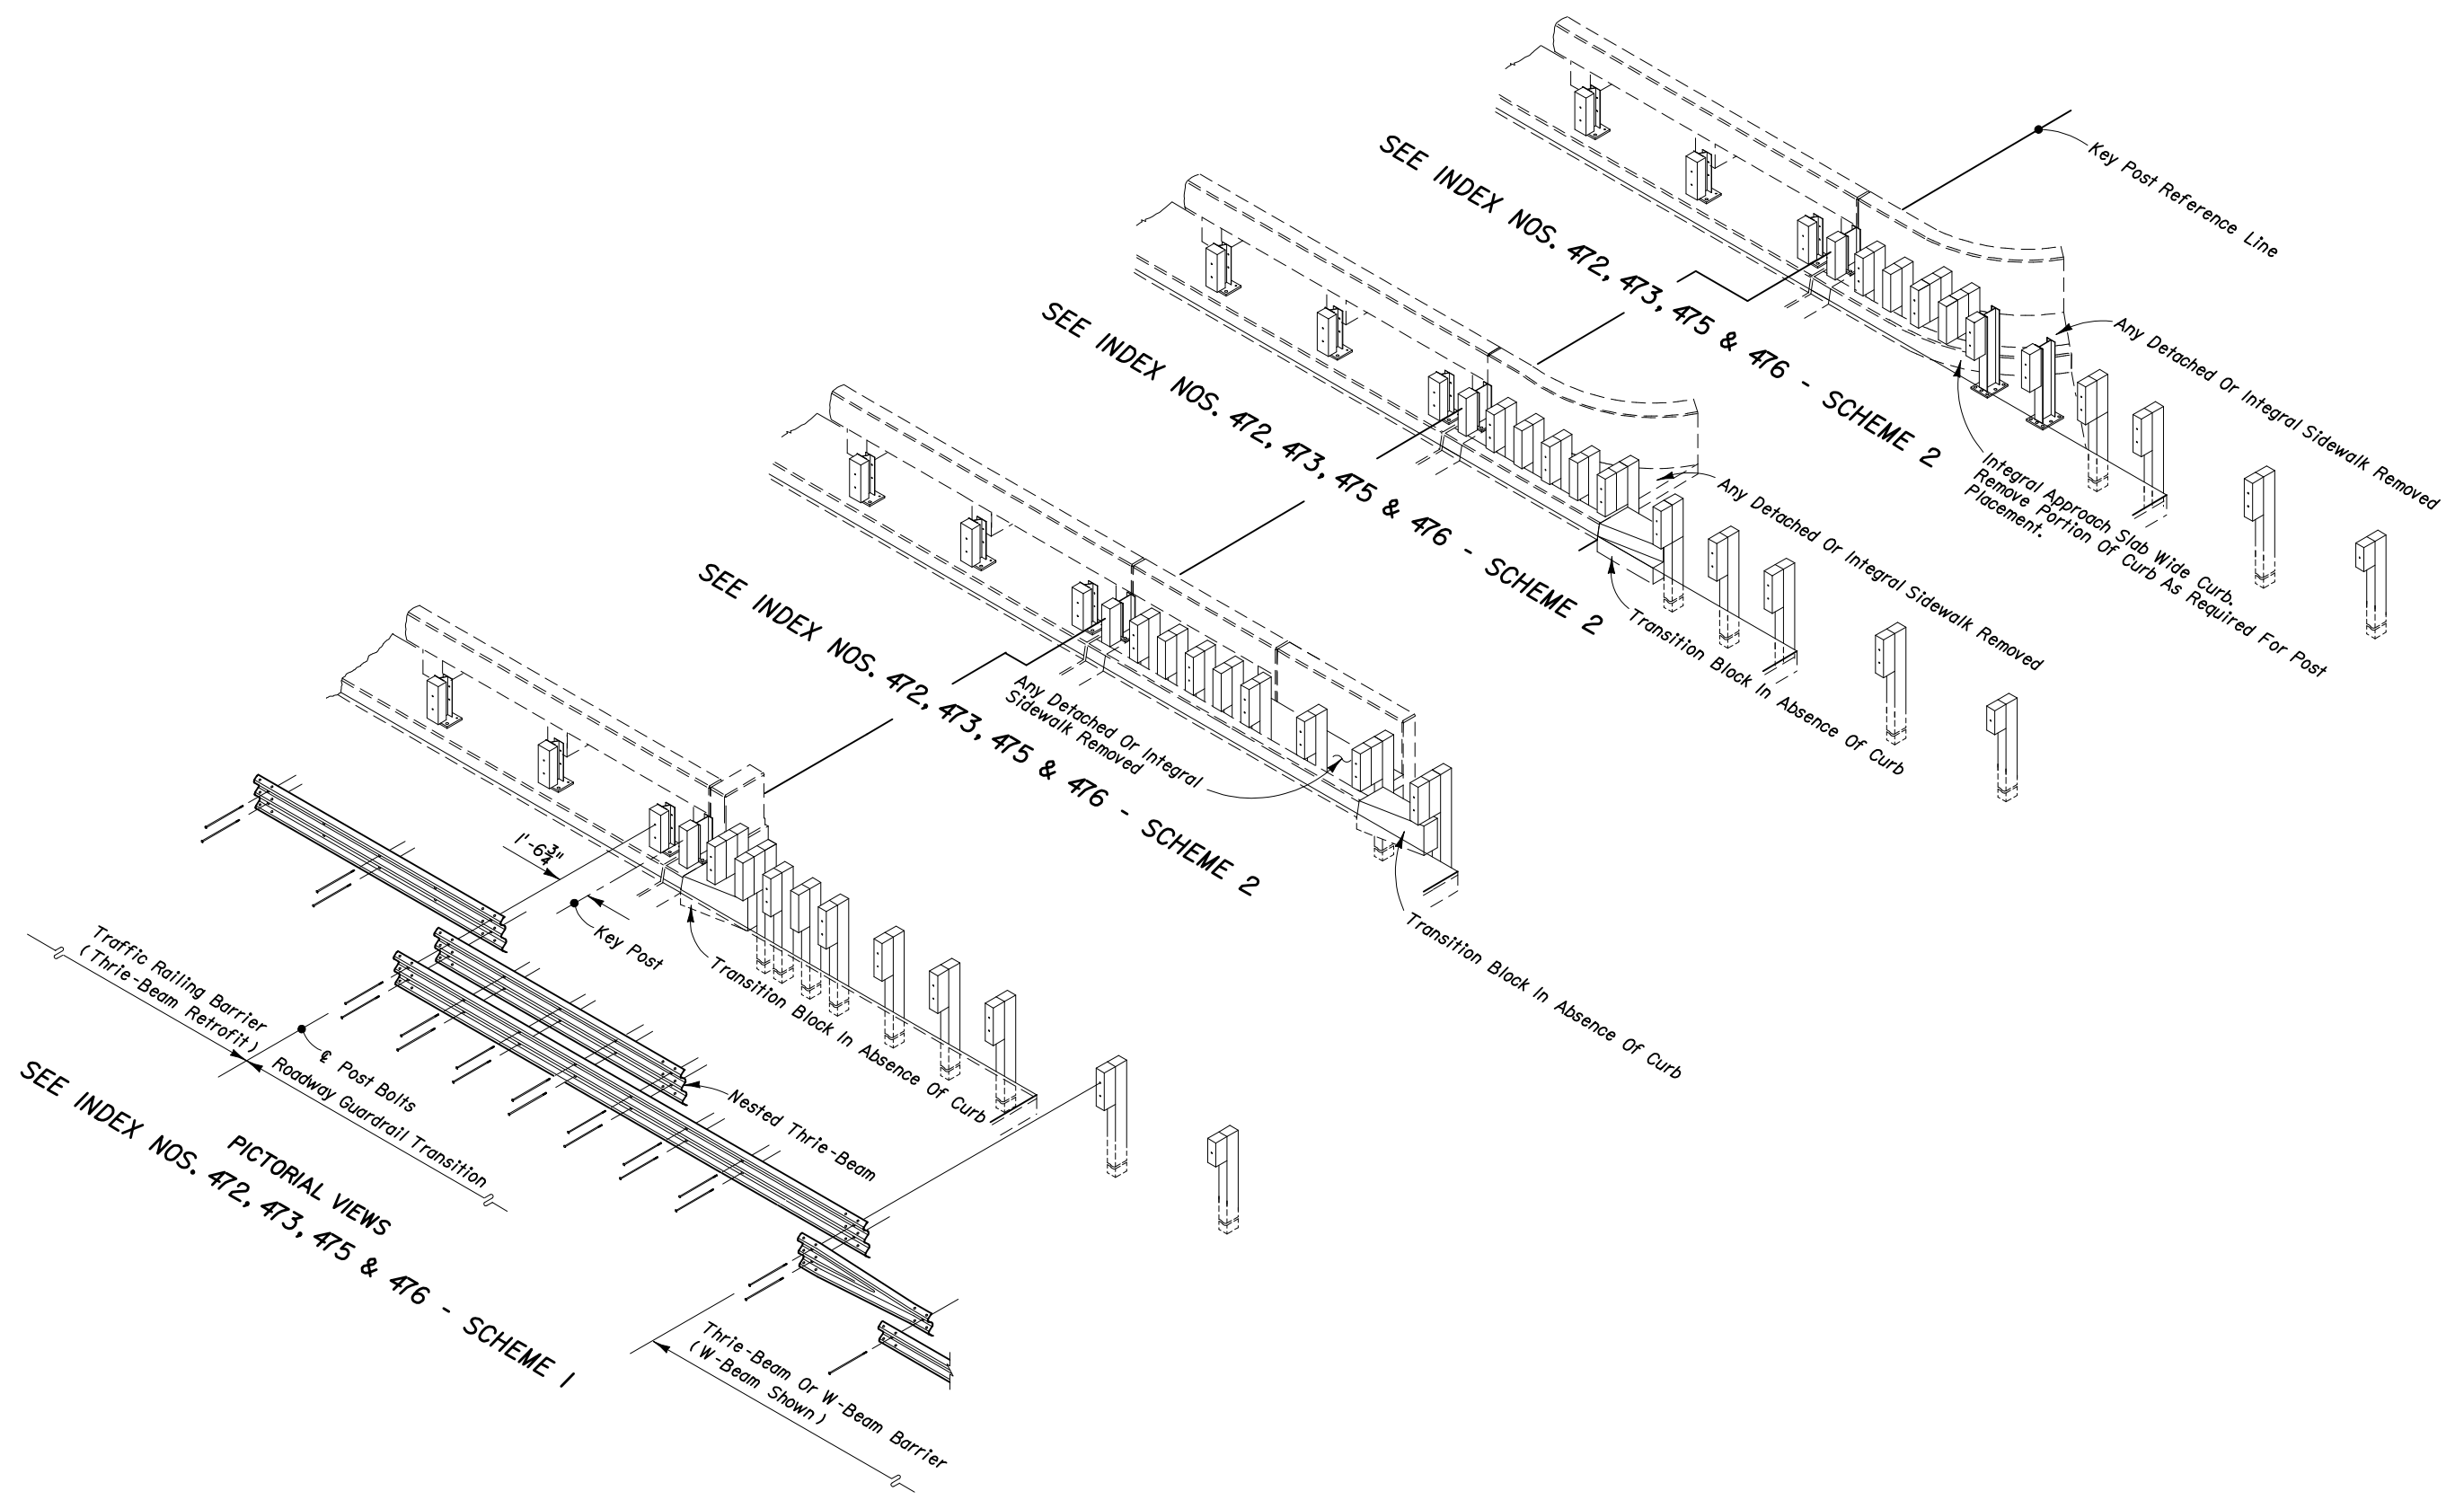 Key Post Reference Line
SEE INDEX NOS. 472, 473, 475 & 476 - SCHEME 2
Any Detached Or Integral Sidewalk Removed
Integral Approach Slab Wide Curb.
Remove Portion Of Curb As Required For Post
Placement.
SEE INDEX NOS. 472, 473, 475 & 476 - SCHEME 2
Any Detached Or Integral Sidewalk Removed
Transition Block In Absence Of Curb
SEE INDEX NOS. 472, 473, 475 & 476 - SCHEME 2
Any Detached Or Integral
Sidewalk Removed
Transition Block In Absence Of Curb
1'-6¾"
Key Post
Transition Block In Absence Of Curb
Traffic Railing Barrier
(Thrie-Beam Retrofit)
℄ Post Bolts
Roadway Guardrail Transition
Nested Thrie-Beam
PICTORIAL VIEWS
SEE INDEX NOS. 472, 473, 475 & 476 - SCHEME 1
Thrie-Beam Or W-Beam Barrier
(W-Beam Shown)